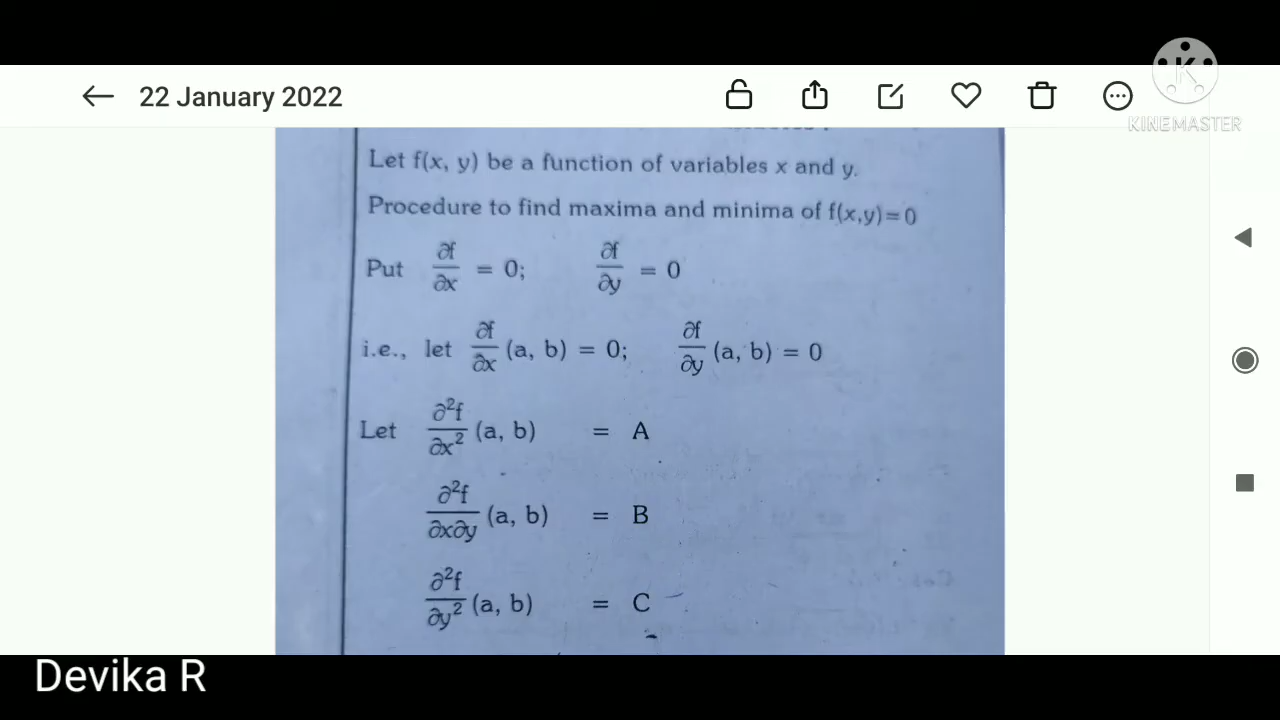 22 January 2022
KINEMASTER
Let f(x, y) be a function of variables x and y.
Procedure to find maxima and minima of f(x,y)=0
Put ∂f/∂x = 0; ∂f/∂y = 0
i.e., let ∂f/∂x (a, b) = 0; ∂f/∂y (a, b) = 0
Let ∂²f/∂x² (a, b) = A
∂²f/∂x∂y (a, b) = B
∂²f/∂y² (a, b) = C
Devika R